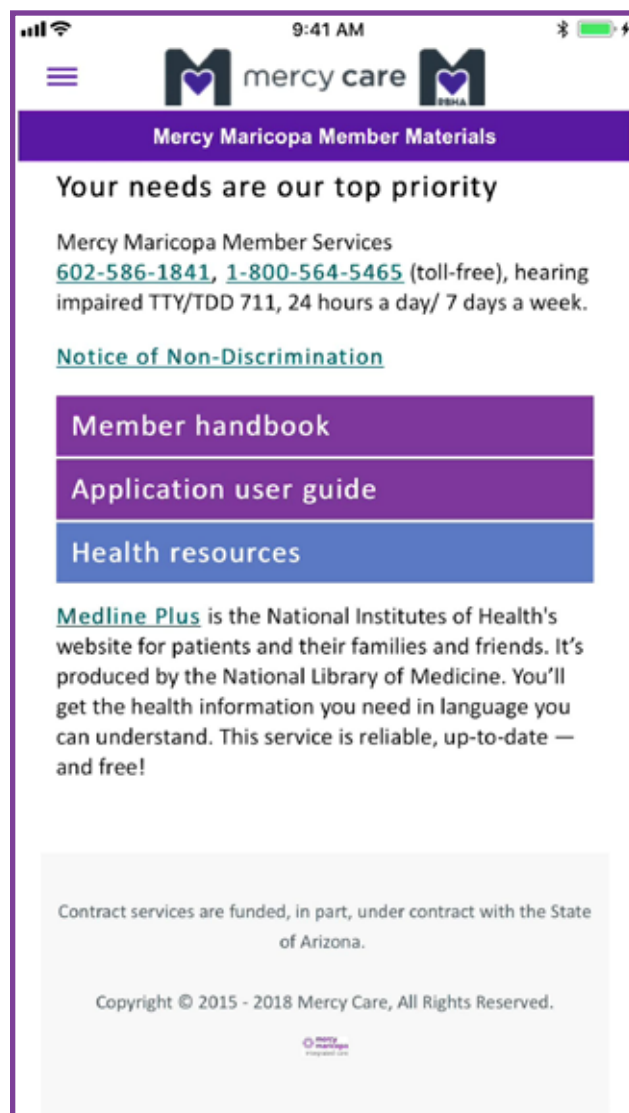 9:41 AM
mercy care
RBHA
Mercy Maricopa Member Materials
Your needs are our top priority
Mercy Maricopa Member Services
602-586-1841, 1-800-564-5465 (toll-free), hearing
impaired TTY/TDD 711, 24 hours a day/ 7 days a week.
Notice of Non-Discrimination
Member handbook
Application user guide
Health resources
Medline Plus is the National Institutes of Health's
website for patients and their families and friends. It’s
produced by the National Library of Medicine. You’ll
get the health information you need in language you
can understand. This service is reliable, up-to-date —
and free!
Contract services are funded, in part, under contract with the State
of Arizona.
Copyright © 2015 - 2018 Mercy Care, All Rights Reserved.
mercy
maricopa
integrated care